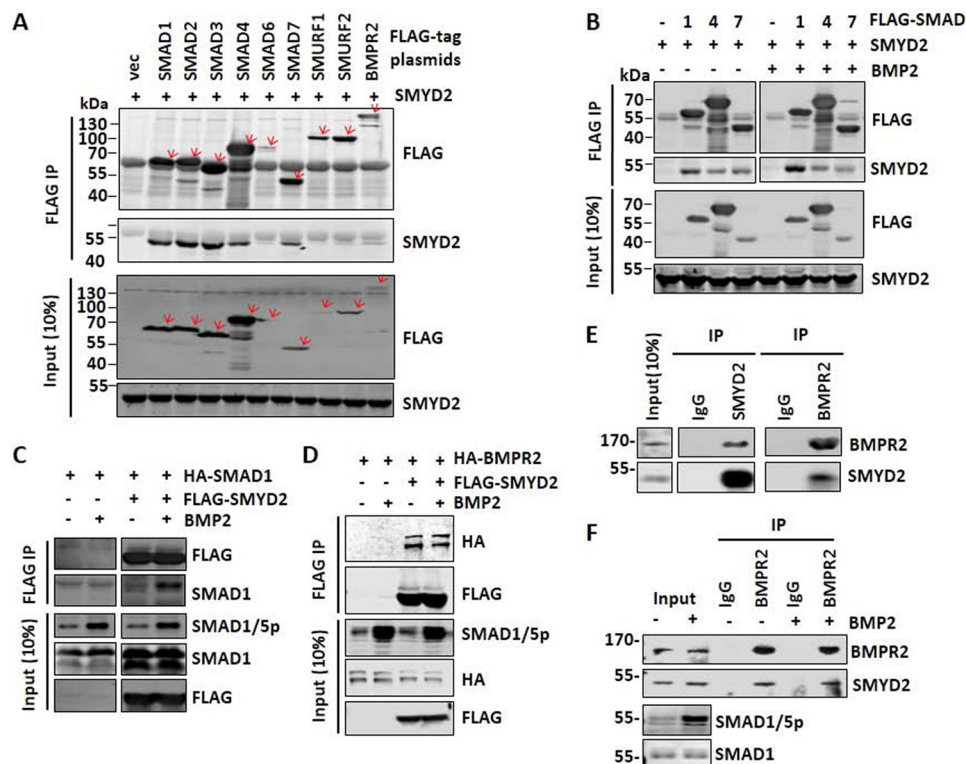 A
vec
SMAD1
SMAD2
SMAD3
SMAD4
SMAD6
SMAD7
SMURF1
SMURF2
BMPR2
FLAG-tag
plasmids
+ + + + + + + + + + SMYD2
kDa
FLAG IP
130
100
70
55
40
FLAG
55
40
SMYD2
Input (10%)
130
100
70
55
40
FLAG
55
SMYD2
B
- 1 4 7 - 1 4 7 FLAG-SMAD
+ + + + + + + + SMYD2
- - - - + + + + BMP2
kDa
FLAG IP
70
55
40
FLAG
55
SMYD2
Input (10%)
70
55
40
FLAG
55
SMYD2
C
+ + + + HA-SMAD1
- - + + FLAG-SMYD2
- + - + BMP2
FLAG IP
FLAG
SMAD1
Input (10%)
SMAD1/5p
SMAD1
FLAG
D
+ + + + HA-BMPR2
- - + + FLAG-SMYD2
- + - + BMP2
FLAG IP
HA
FLAG
Input (10%)
SMAD1/5p
HA
FLAG
E
IP IP
Input(10%)
IgG
SMYD2
IgG
BMPR2
170-
BMPR2
55-
SMYD2
F
IP
Input
IgG
BMPR2
IgG
BMPR2
- + - - + + BMP2
170-
BMPR2
55-
SMYD2
55-
SMAD1/5p
55-
SMAD1